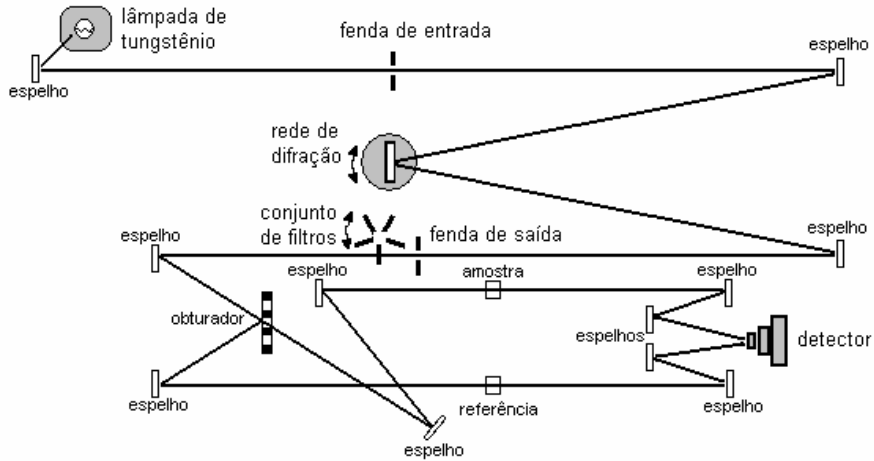 lâmpada de
tungstênio
fenda de entrada
espelho
espelho
rede de
difração
conjunto
de filtros
fenda de saída
espelho
espelho
espelho
amostra
espelho
obturador
espelhos
detector
espelho
referência
espelho
espelho